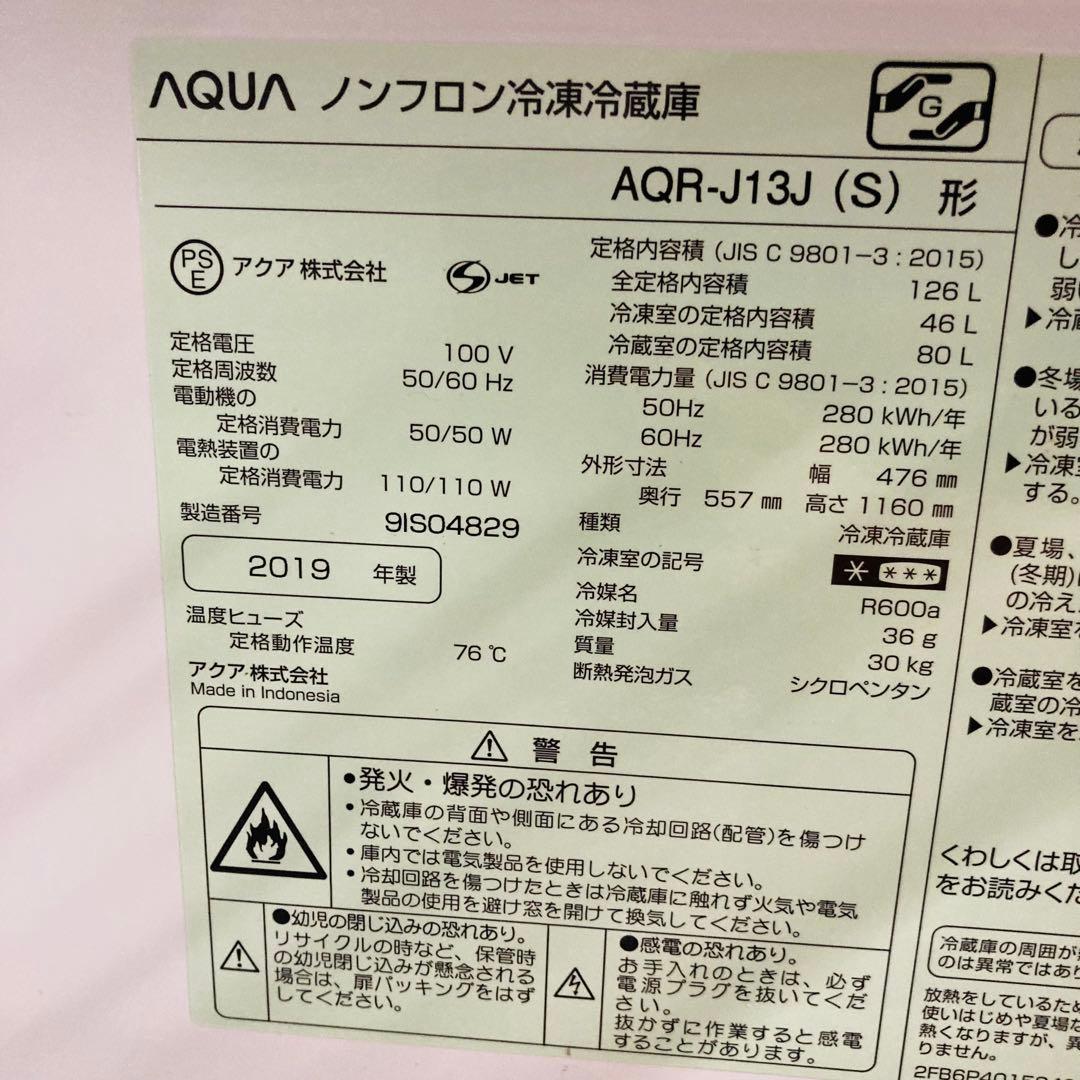 AQUA ノンフロン冷凍冷蔵庫
G
AQR-J13J (S) 形
PS E アクア 株式会社
S JET
定格電圧 100 V
定格周波数 50/60 Hz
電動機の
定格消費電力 50/50 W
電熱装置の
定格消費電力 110/110 W
製造番号 9IS04829
2019 年製
温度ヒューズ
定格動作温度 76 ℃
アクア 株式会社
Made in Indonesia
定格内容積 (JIS C 9801-3 : 2015)
全定格内容積 126 L
冷凍室の定格内容積 46 L
冷蔵室の定格内容積 80 L
消費電力量 (JIS C 9801-3 : 2015)
50Hz 280 kWh/年
60Hz 280 kWh/年
外形寸法 幅 476 ㎜
奥行 557 ㎜ 高さ 1160 ㎜
種類 冷凍冷蔵庫
冷凍室の記号 * ***
冷媒名 R600a
冷媒封入量 36 g
質量 30 kg
断熱発泡ガス シクロペンタン
⚠ 警 告
●発火・爆発の恐れあり
・冷蔵庫の背面や側面にある冷却回路(配管)を傷つけ
ないでください。
・庫内では電気製品を使用しないでください。
・冷却回路を傷つけたときは冷蔵庫に触れず火気や電気
製品の使用を避け窓を開けて換気してください。
●幼児の閉じ込みの恐れあり。
リサイクルの時など、保管時
の幼児閉じ込みが懸念される
場合は、扉パッキングをはず
してください。
●感電の恐れあり。
お手入れのときは、必ず
電源プラグを抜いてくだ
さい。
抜かずに作業すると感電
することがあります。
●冷
し
弱い
▶冷蔵
●冬場
いる
が弱
▶冷凍室
する。
●夏場、
(冬期)に
の冷え
▶冷凍室を
●冷蔵室を
蔵室の冷
▶冷凍室を
くわしくは取
をお読みくだ
冷蔵庫の周囲が
のは異常ではあり
放熱をしているため
使いはじめや夏場な
熱くなりますが、異
りません。